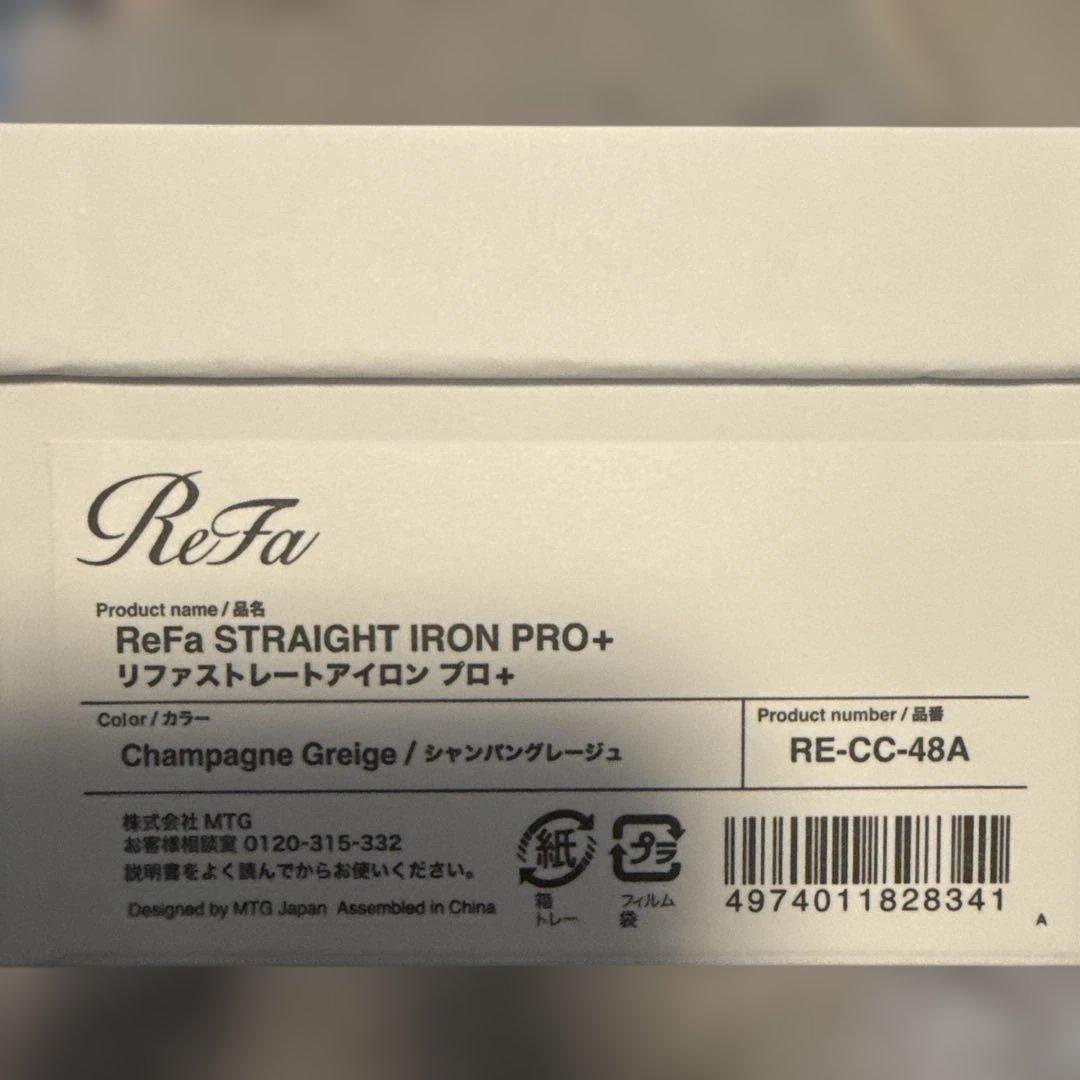 ReFa
Product name / 品名
ReFa STRAIGHT IRON PRO+
リファストレートアイロン プロ+
Color / カラー
Champagne Greige / シャンパングレージュ
Product number / 品番
RE-CC-48A
株式会社 MTG
お客様相談室 0120-315-332
説明書をよく読んでからお使いください。
Designed by MTG Japan Assembled in China
紙
箱
トレー
プラ
フィルム
袋
4974011828341
A